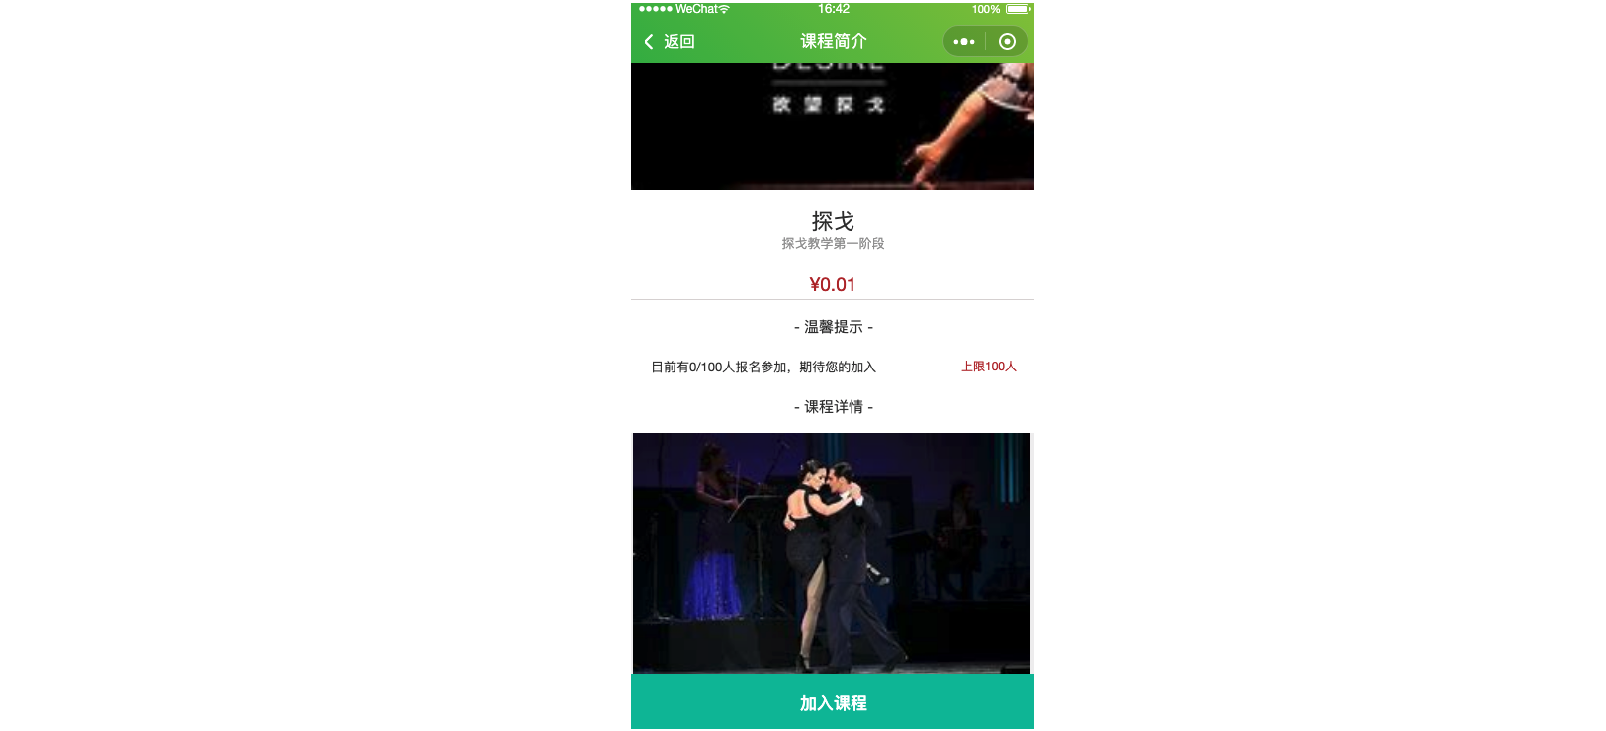 WeChat
16:42
100%
返回
课程简介
DESIRE
欲望探戈
探戈
探戈教学第一阶段
¥0.01
- 温馨提示 -
日前有0/100人报名参加，期待您的加入
上限100人
- 课程详情 -
加入课程